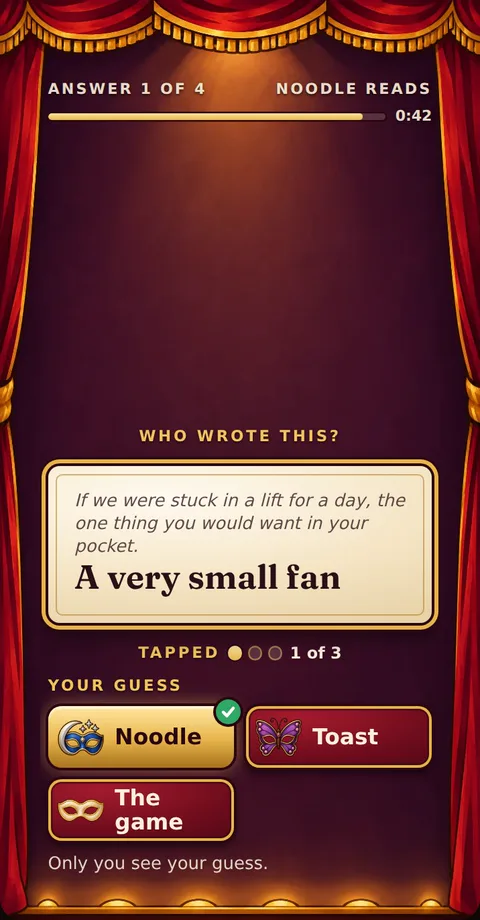 ANSWER 1 OF 4
NOODLE READS
0:42
WHO WROTE THIS?
If we were stuck in a lift for a day, the
one thing you would want in your
pocket.
A very small fan
TAPPED 1 of 3
YOUR GUESS
Noodle
Toast
The
game
Only you see your guess.